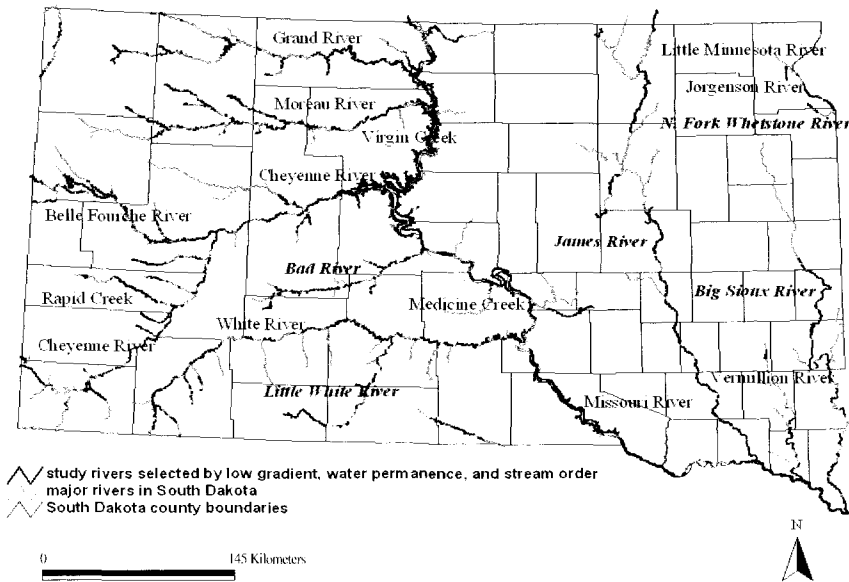 Grand River
Little Minnesota River
Jorgenson River
Moreau River
N. Fork Whetstone River
Virgin Creek
Cheyenne River
Belle Fourche River
James River
Bad River
Big Sioux River
Rapid Creek
Medicine Creek
White River
Cheyenne River
Vermillion River
Little White River
Missouri River
study rivers selected by low gradient, water permanence, and stream order
major rivers in South Dakota
South Dakota county boundaries
N
0 145 Kilometers